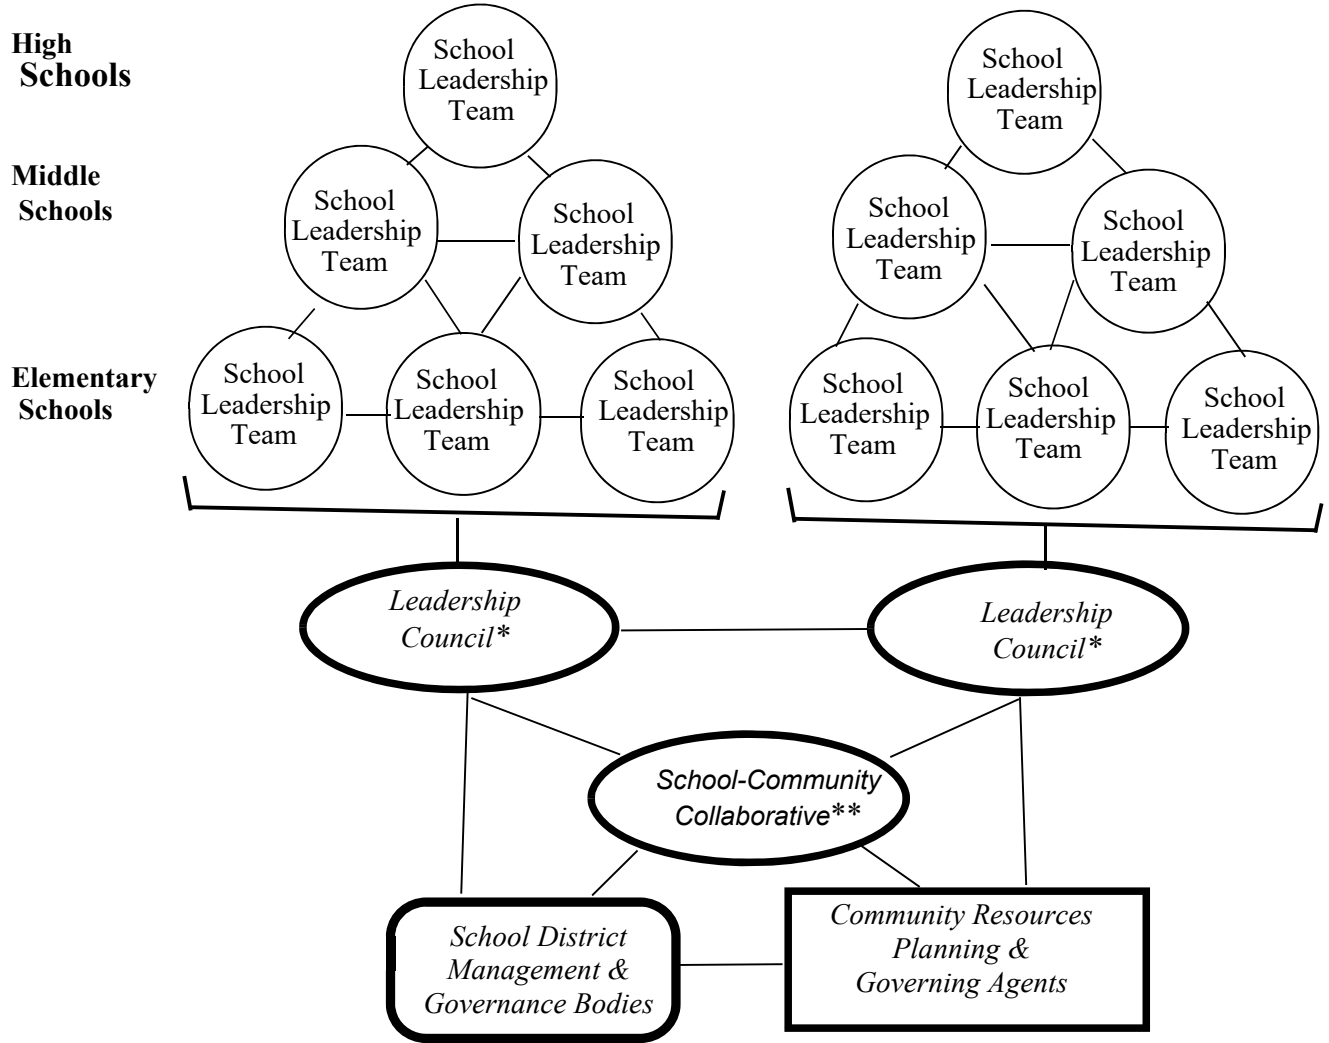 High
Schools
School
Leadership
Team
School
Leadership
Team
Middle
Schools
School
Leadership
Team
School
Leadership
Team
School
Leadership
Team
School
Leadership
Team
Elementary
Schools
School
Leadership
Team
School
Leadership
Team
School
Leadership
Team
School
Leadership
Team
School
Leadership
Team
School
Leadership
Team
Leadership
Council*
Leadership
Council*
School-Community
Collaborative**
School District
Management &
Governance Bodies
Community Resources
Planning &
Governing Agents